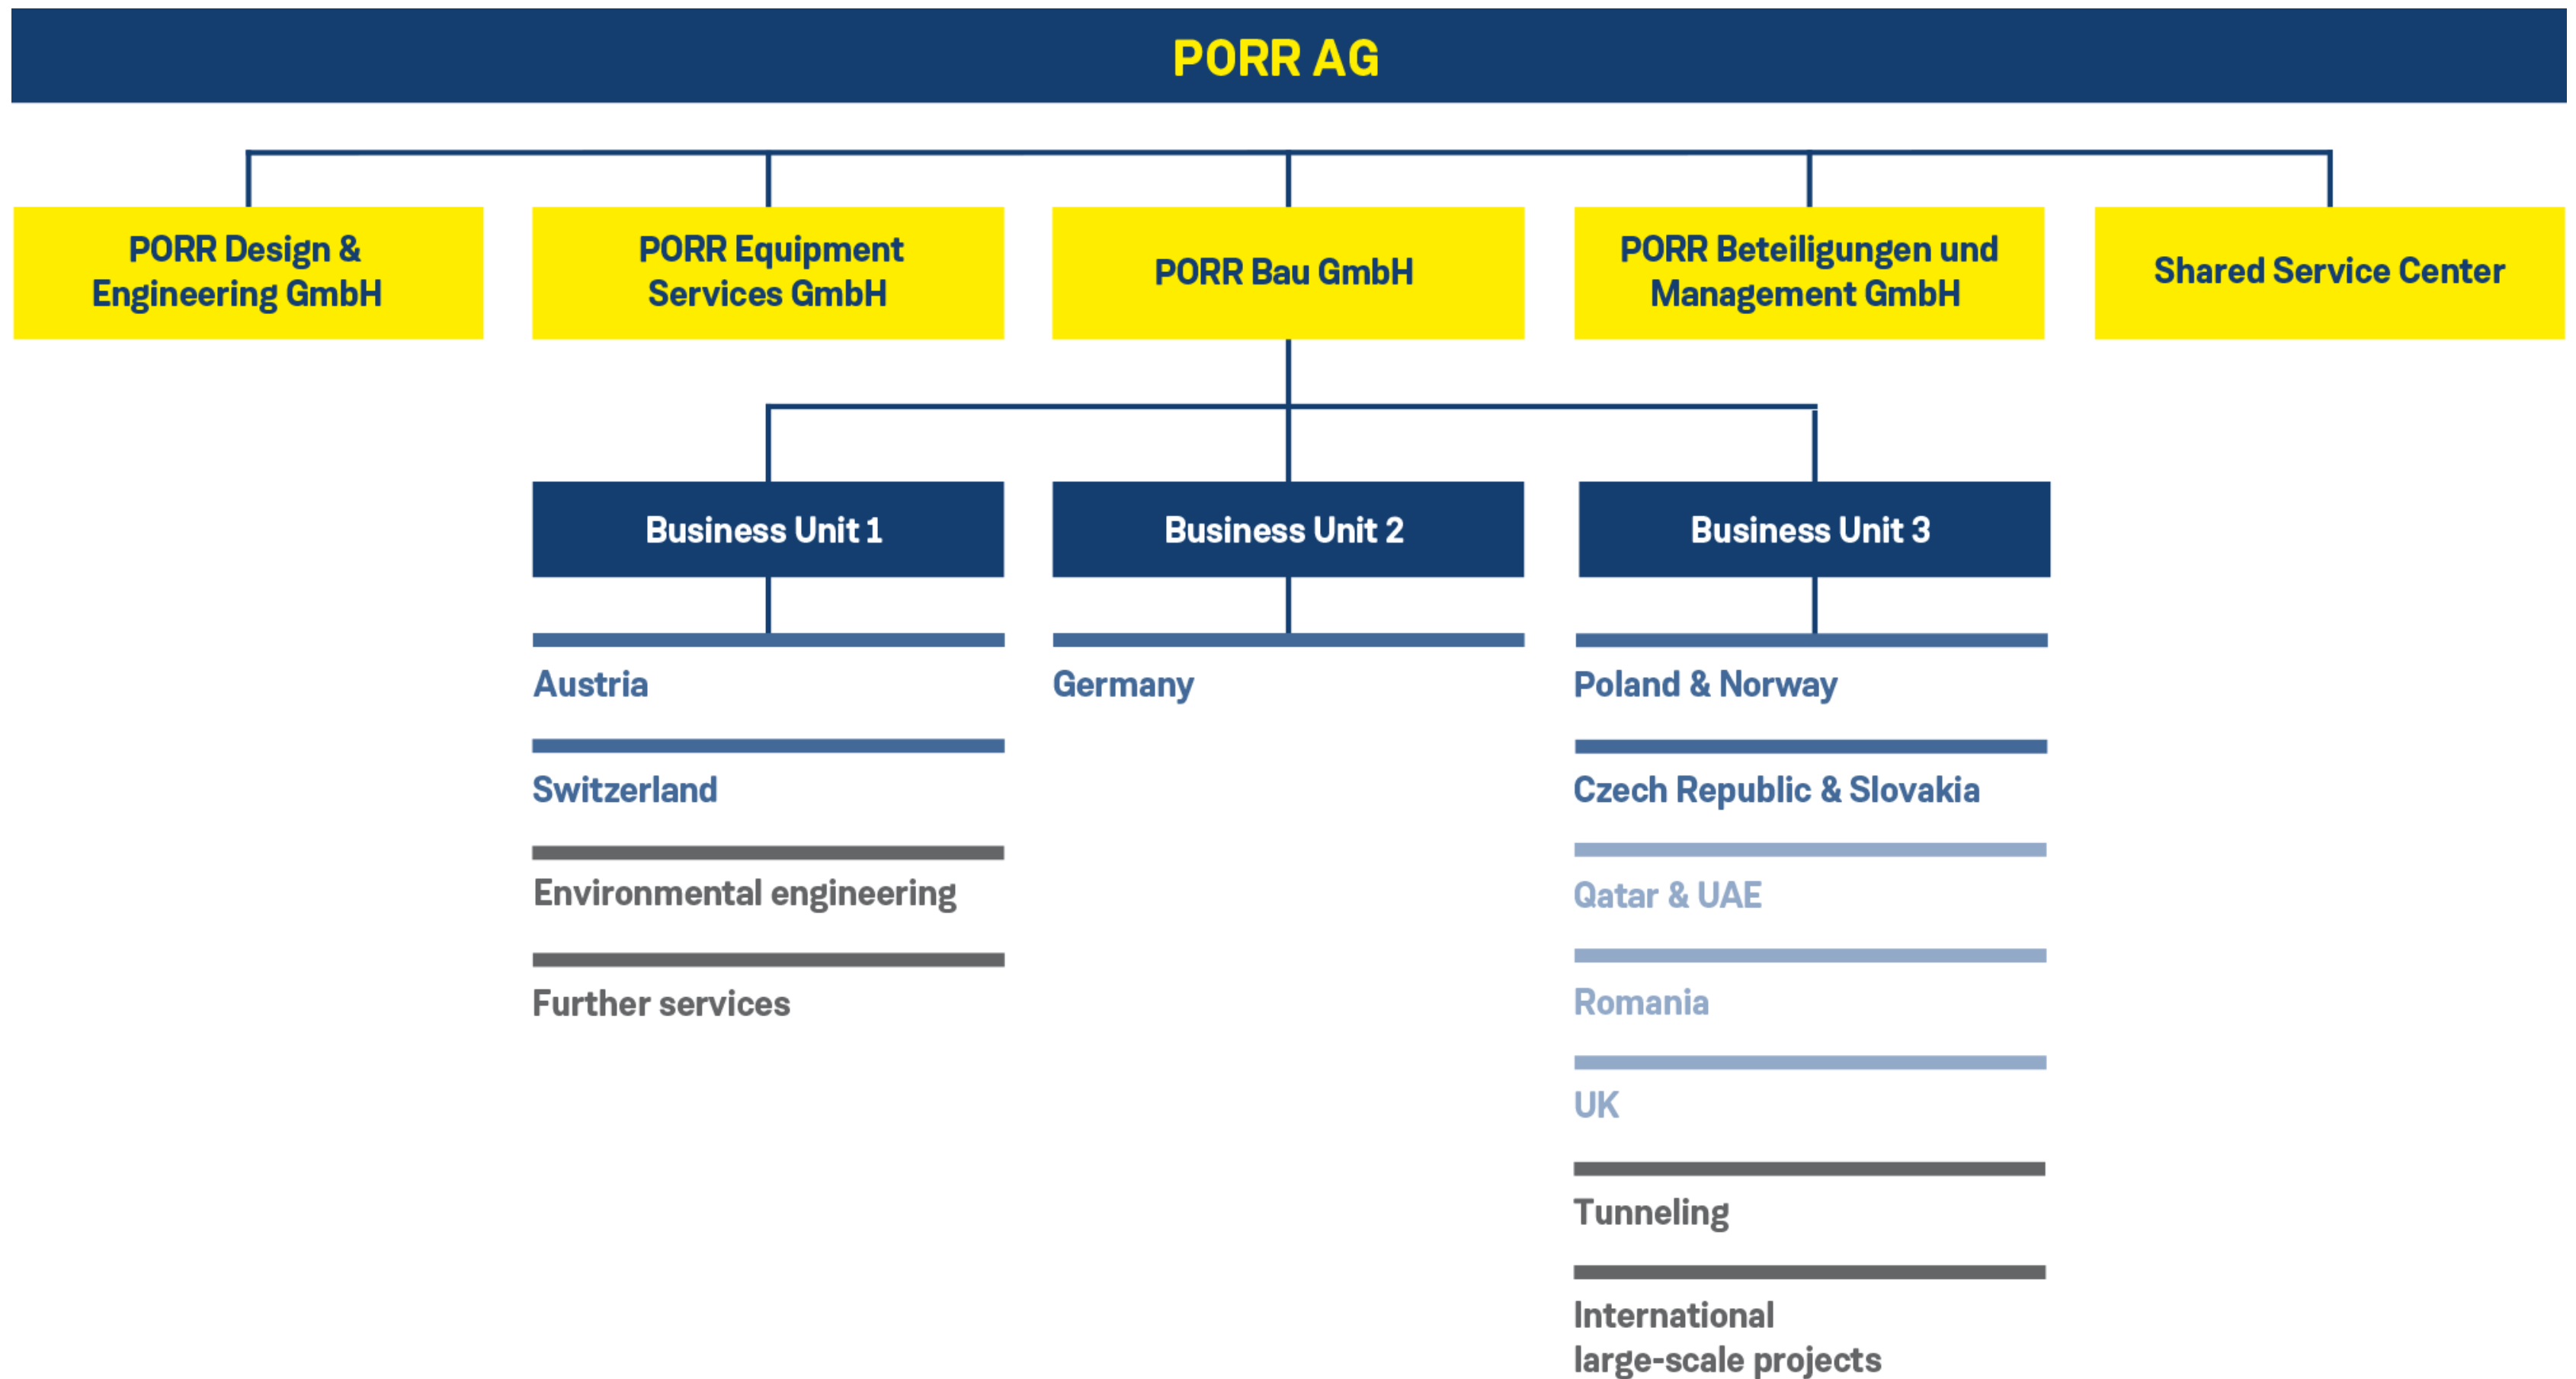 PORR AG
PORR Design &
Engineering GmbH
PORR Equipment
Services GmbH
PORR Bau GmbH
PORR Beteiligungen und
Management GmbH
Shared Service Center
Business Unit 1
Business Unit 2
Business Unit 3
Austria
Switzerland
Environmental engineering
Further services
Germany
Poland & Norway
Czech Republic & Slovakia
Qatar & UAE
Romania
UK
Tunneling
International
large-scale projects